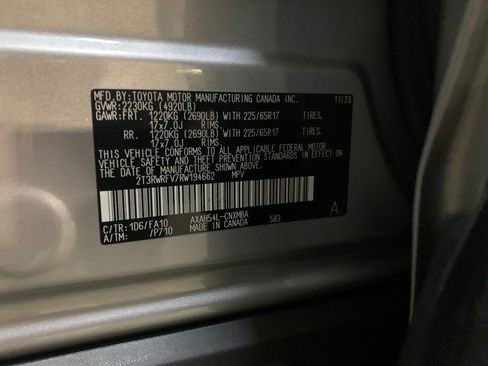 MFD.BY:TOYOTA MOTOR MANUFACTURING CANADA INC. 11/23
GVWR:2230KG (4920LB)
GAWR:FRT. 1220KG (2690LB) WITH 225/65R17 TIRES.
17x7.0J RIMS.
RR. 1220KG (2690LB) WITH 225/65R17 TIRES.
17x7.0J RIMS.
THIS VEHICLE CONFORMS TO ALL APPLICABLE FEDERAL MOTOR
VEHICLE SAFETY AND THEFT PREVENTION STANDARDS IN EFFECT
ON THE DATE OF MANUFACTURE SHOWN ABOVE.
2T3RWRFV7RW194662 MPV
C/TR:1D6/FA10 AXAH54L-CNXMBA 583 A
A/TM: /P710 MADE IN CANADA